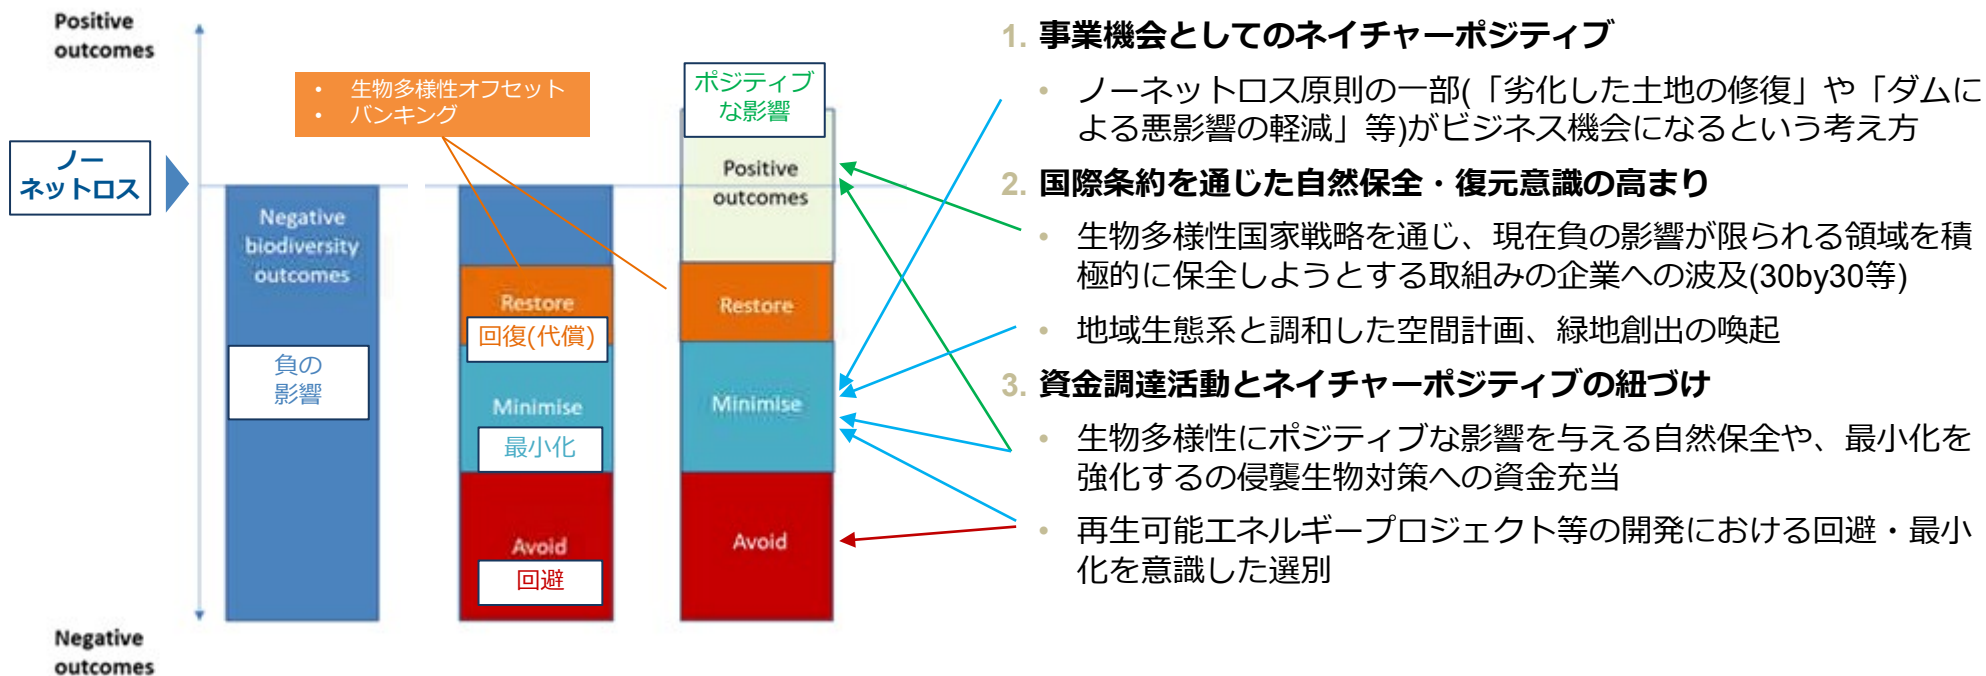 Positive
outcomes
• 生物多様性オフセット
• バンキング
ポジティブ
な影響
ノー
ネットロス
Positive
outcomes
Negative
biodiversity
outcomes
負の
影響
Restore
回復(代償)
Restore
Minimise
最小化
Minimise
Avoid
回避
Avoid
Negative
outcomes
1. 事業機会としてのネイチャーポジティブ
• ノーネットロス原則の一部(「劣化した土地の修復」や「ダムに
よる悪影響の軽減」等)がビジネス機会になるという考え方
2. 国際条約を通じた自然保全・復元意識の高まり
• 生物多様性国家戦略を通じ、現在負の影響が限られる領域を積
極的に保全しようとする取組みの企業への波及(30by30等)
• 地域生態系と調和した空間計画、緑地創出の喚起
3. 資金調達活動とネイチャーポジティブの紐づけ
• 生物多様性にポジティブな影響を与える自然保全や、最小化を
強化するの侵襲生物対策への資金充当
• 再生可能エネルギープロジェクト等の開発における回避・最小
化を意識した選別